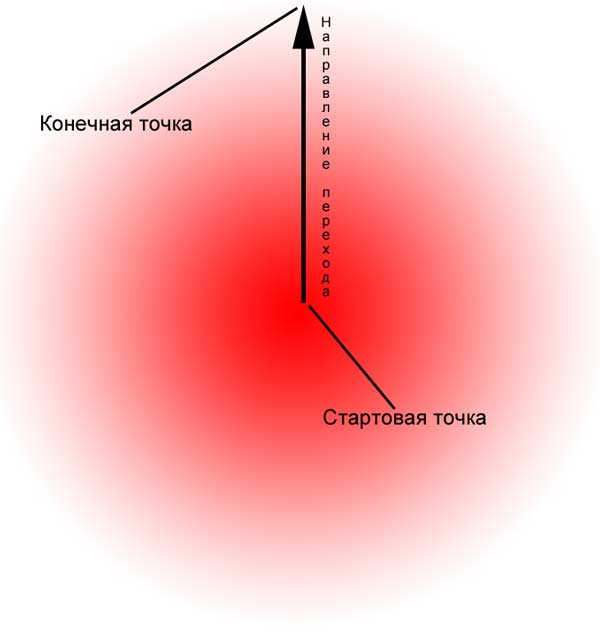 Направление перехода
Конечная точка
Стартовая точка